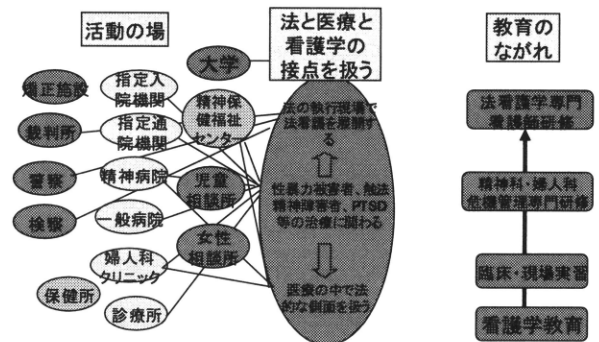 活動の場
大学
法と医療と
看護学の
接点を扱う
教育の
ながれ
矯正施設
指定入
院機関
裁判所
指定通
院機関
精神保
健福祉
センター
警察
精神病院
児童
相談所
検察
一般病院
女性
相談所
婦人科
クリニック
保健所
診療所
法の執行現場で
法看護を展開す
る
性暴力被害者、触法
精神障害者、PTSD
等の治療に関わる
医療の中で法
的な側面を扱う
法看護学専門
看護師研修
精神科・婦人科
危機管理専門研修
臨床・現場実習
看護学教育